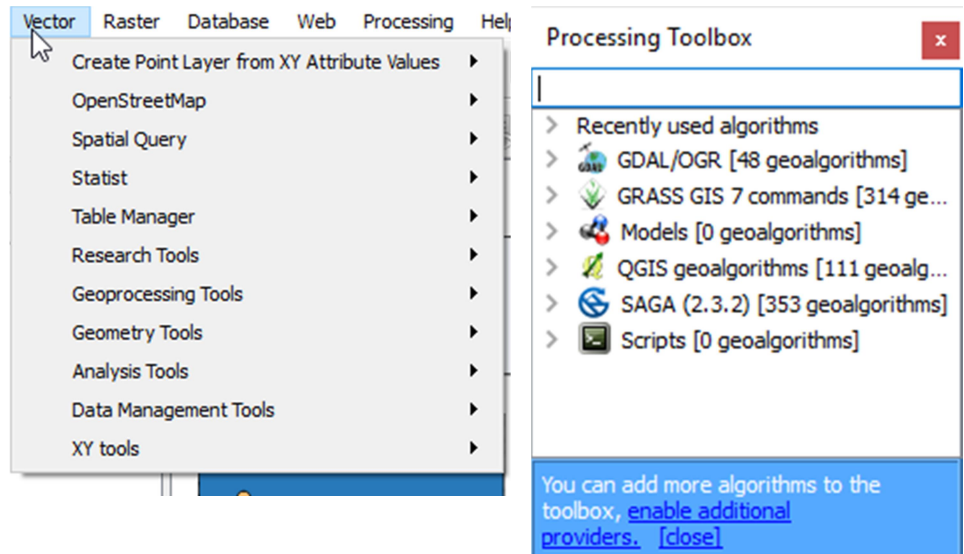 Vector Raster Database Web Processing
Create Point Layer from XY Attribute Values
OpenStreetMap
Spatial Query
Statist
Table Manager
Research Tools
Geoprocessing Tools
Geometry Tools
Analysis Tools
Data Management Tools
XY tools
Processing Toolbox
x
Recently used algorithms
GDAL/OGR [48 geoalgorithms]
GRASS GIS 7 commands [314 ge...
Models [0 geoalgorithms]
QGIS geoalgorithms [111 geoalg...
SAGA (2.3.2) [353 geoalgorithms]
Scripts [0 geoalgorithms]
You can add more algorithms to the
toolbox, enable additional
providers. [close]